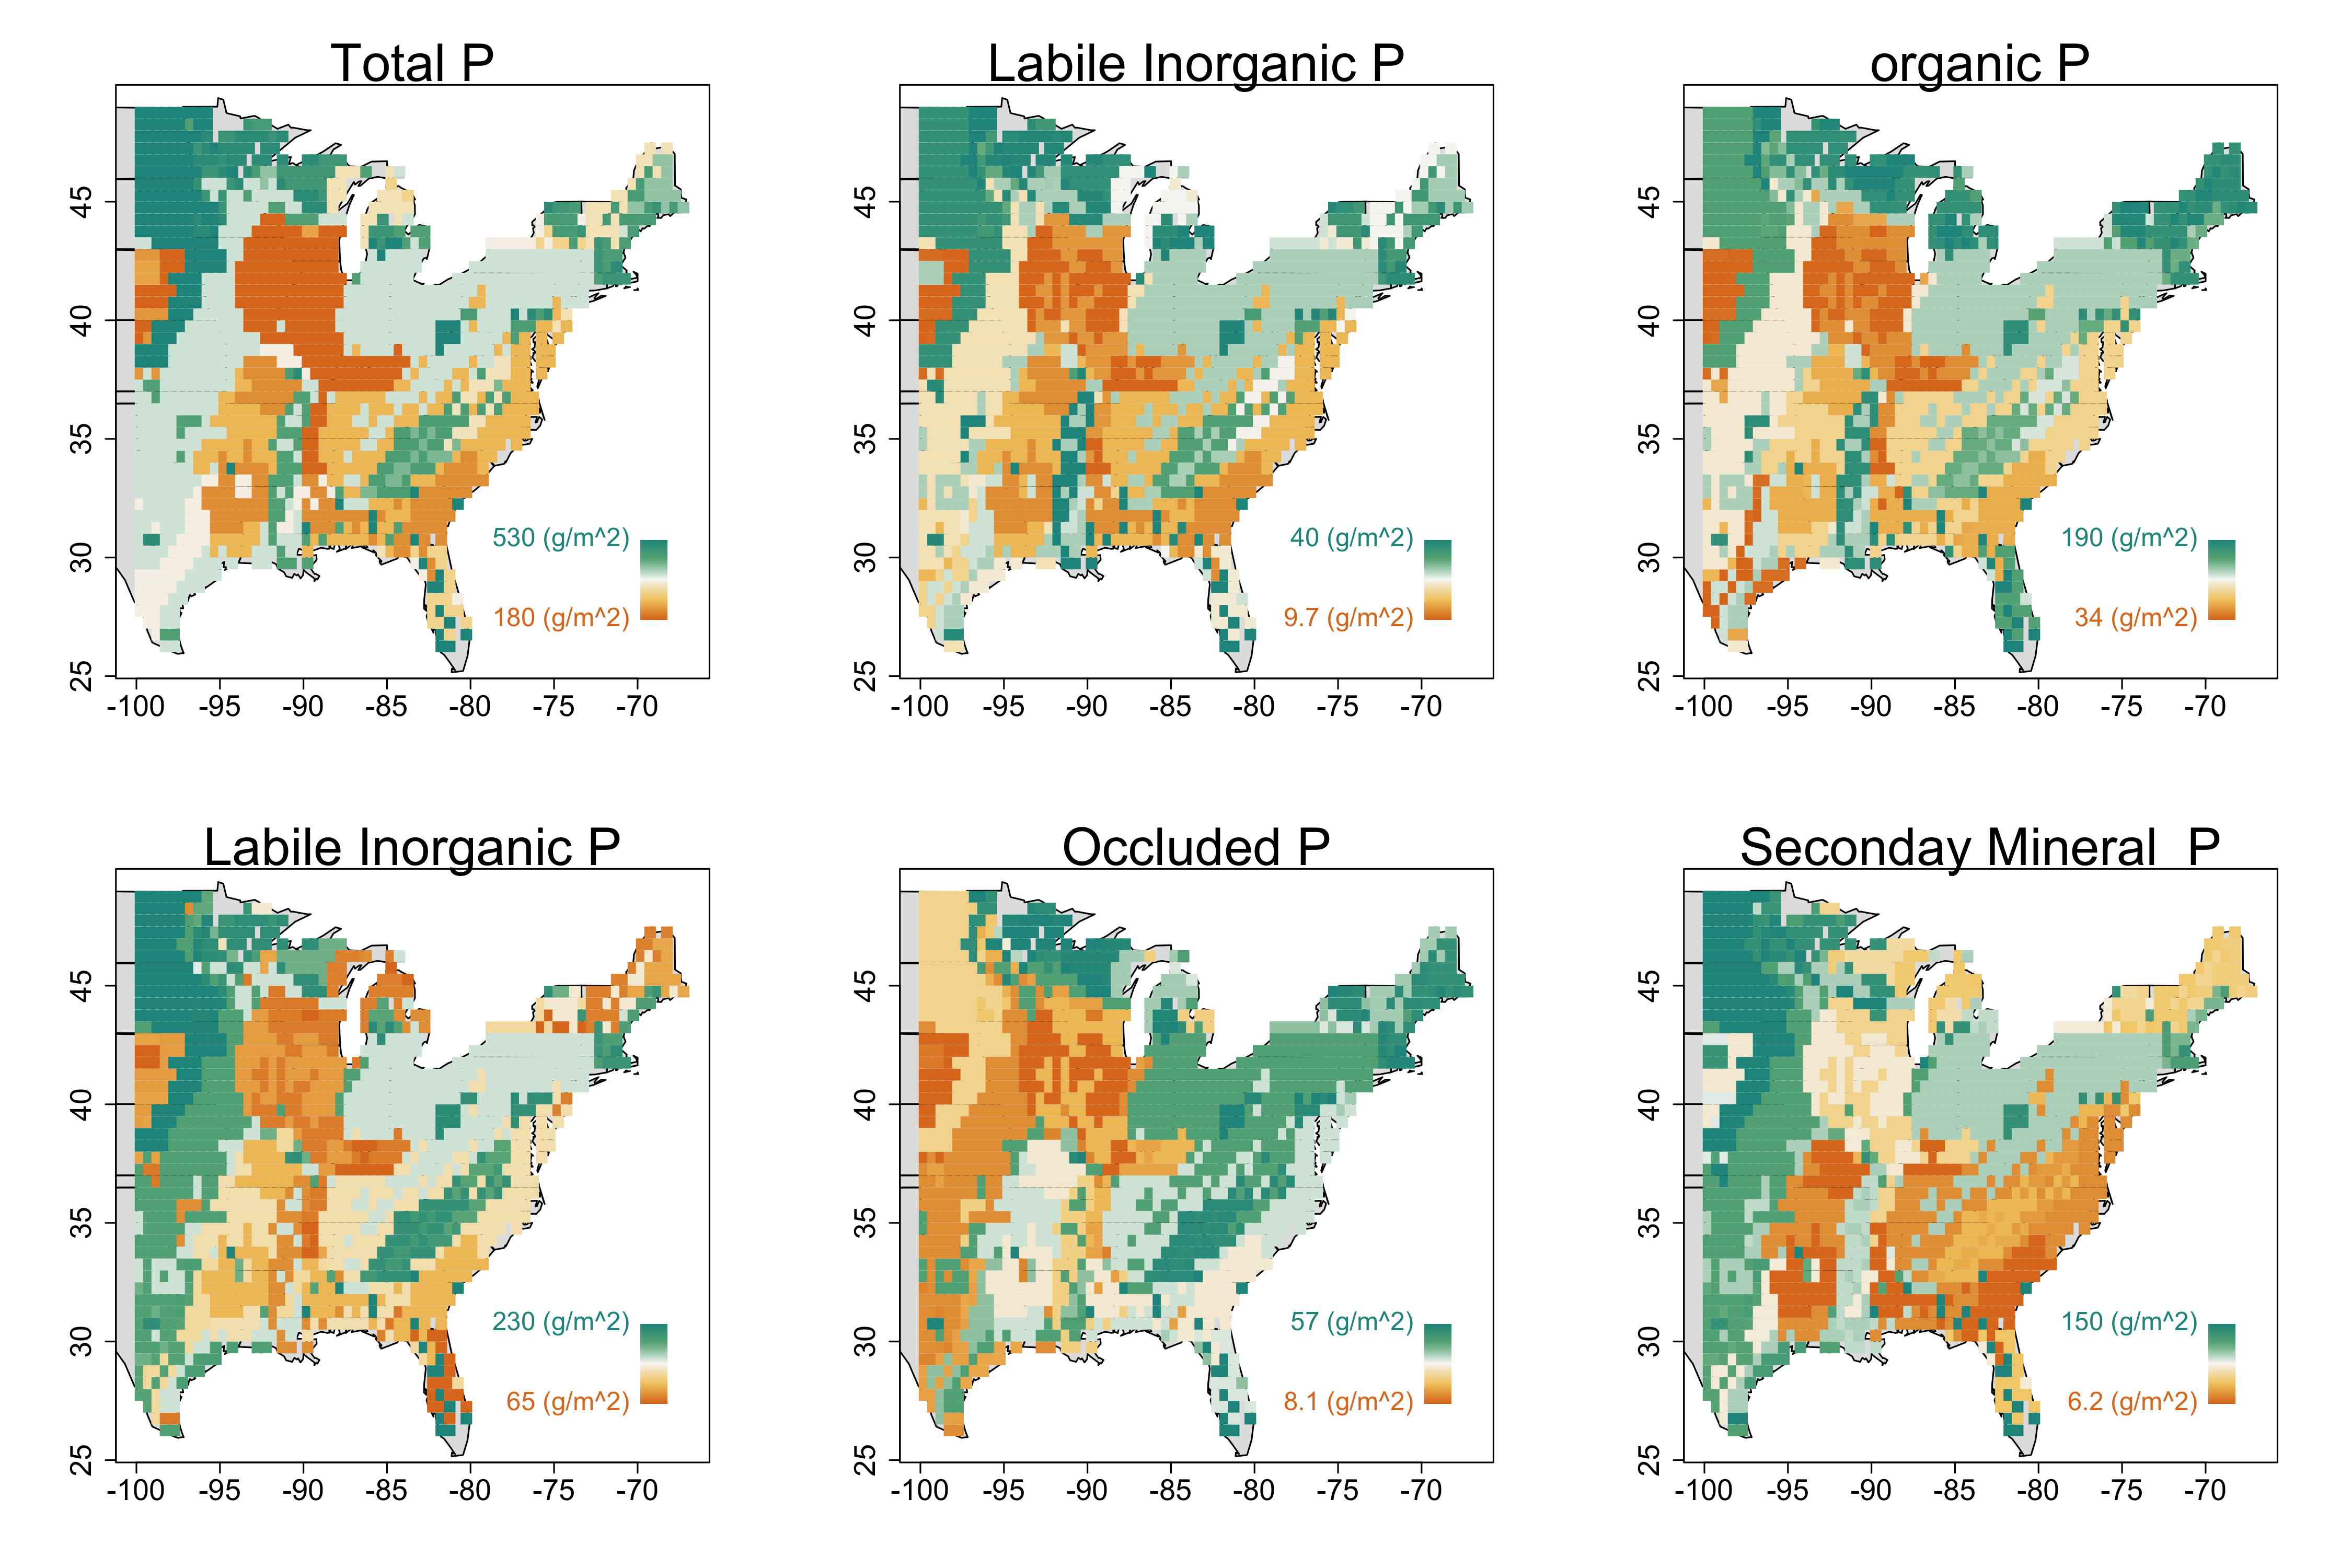 Total P
45
40
35
30
25
530 (g/m^2)
180 (g/m^2)
-100 -95 -90 -85 -80 -75 -70
Labile Inorganic P
45
40
35
30
25
40 (g/m^2)
9.7 (g/m^2)
-100 -95 -90 -85 -80 -75 -70
organic P
45
40
35
30
25
190 (g/m^2)
34 (g/m^2)
-100 -95 -90 -85 -80 -75 -70
Labile Inorganic P
45
40
35
30
25
230 (g/m^2)
65 (g/m^2)
-100 -95 -90 -85 -80 -75 -70
Occluded P
45
40
35
30
25
57 (g/m^2)
8.1 (g/m^2)
-100 -95 -90 -85 -80 -75 -70
Seconday Mineral  P
45
40
35
30
25
150 (g/m^2)
6.2 (g/m^2)
-100 -95 -90 -85 -80 -75 -70